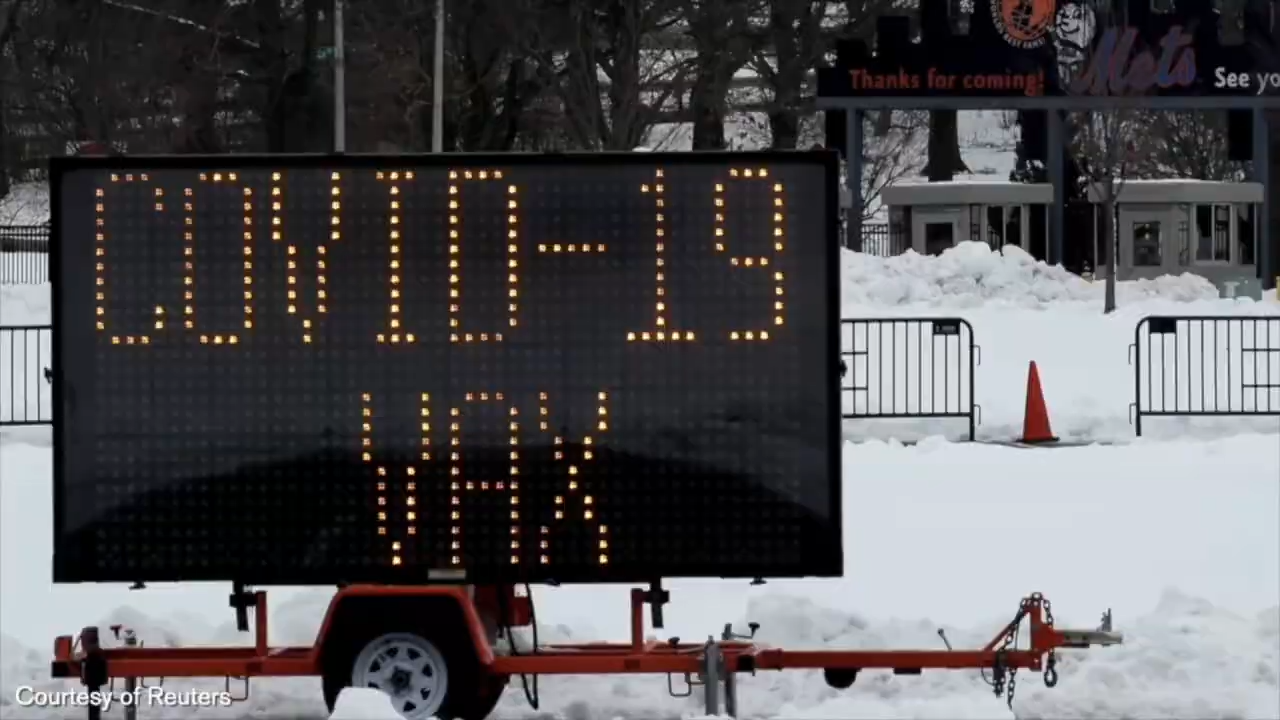 Thanks for coming!
Mets
See yo
COVID-19
VAX
Courtesy of Reuters